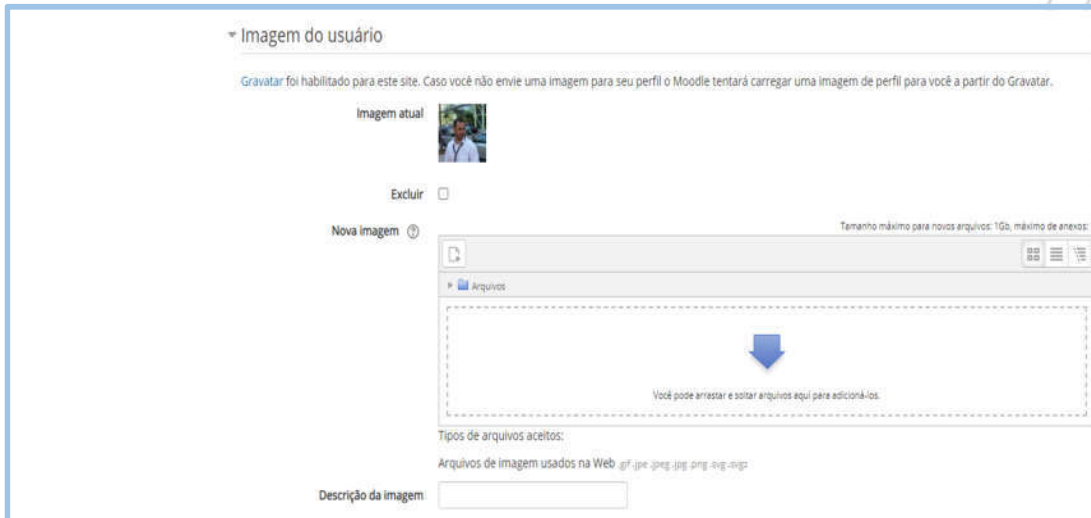 Imagem do usuário
Gravatar foi habilitado para este site. Caso você não envie uma imagem para seu perfil o Moodle tentará carregar uma imagem de perfil para você a partir do Gravatar.
Imagem atual
Excluir
Nova imagem
Tamanho máximo para novos arquivos: 1Gb, máximo de anexos:
Arquivos
Você pode arrastar e soltar arquivos aqui para adicioná-los.
Tipos de arquivos aceitos:
Arquivos de imagem usados na Web .gif .jpe .jpeg .jpg .png .svg .svgz
Descrição da imagem